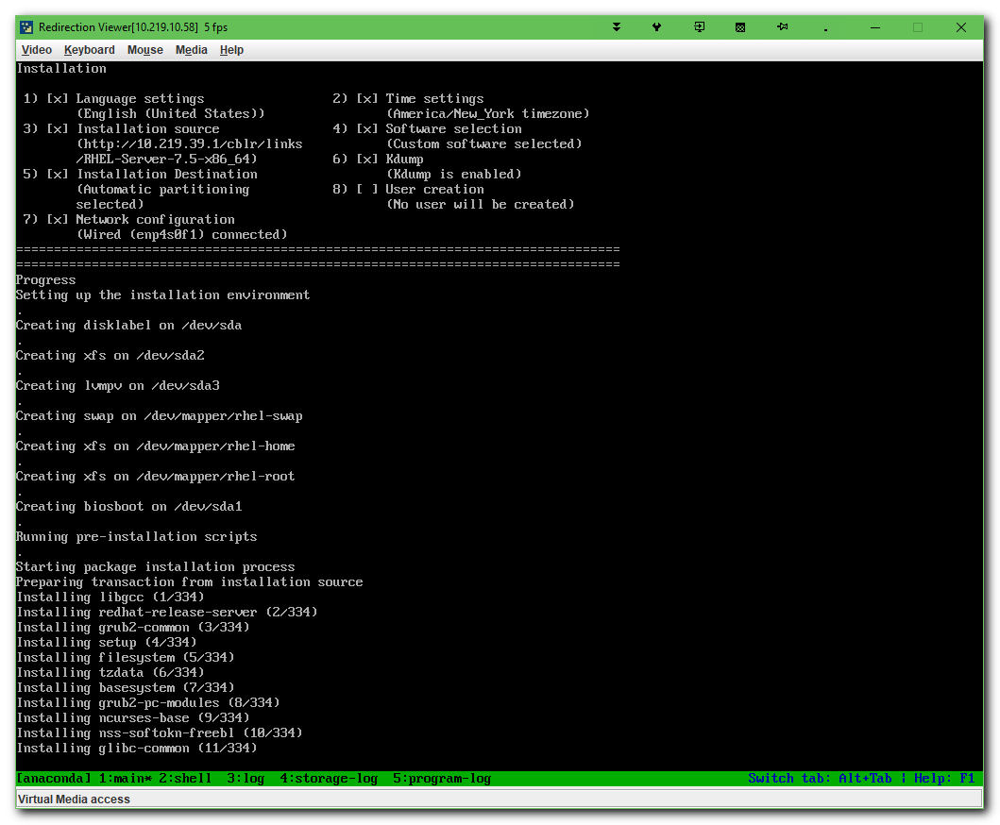 Redirection Viewer[10.219.10.58] 5 fps
Video Keyboard Mouse Media Help
Installation
1) [x] Language settings 2) [x] Time settings
(English (United States)) (America/New_York timezone)
3) [x] Installation source 4) [x] Software selection
(http://10.219.39.1/cblr/links (Custom software selected)
/RHEL-Server-7.5-x86_64) 6) [x] Kdump
5) [x] Installation Destination (Kdump is enabled)
(Automatic partitioning 8) [ ] User creation
selected) (No user will be created)
7) [x] Network configuration
(Wired (enp4s0f1) connected)
================================================================================
================================================================================
Progress
Setting up the installation environment
.
Creating disklabel on /dev/sda
.
Creating xfs on /dev/sda2
.
Creating lvmpv on /dev/sda3
.
Creating swap on /dev/mapper/rhel-swap
.
Creating xfs on /dev/mapper/rhel-home
.
Creating xfs on /dev/mapper/rhel-root
.
Creating biosboot on /dev/sda1
.
Running pre-installation scripts
.
Starting package installation process
Preparing transaction from installation source
Installing libgcc (1/334)
Installing redhat-release-server (2/334)
Installing grub2-common (3/334)
Installing setup (4/334)
Installing filesystem (5/334)
Installing tzdata (6/334)
Installing basesystem (7/334)
Installing grub2-pc-modules (8/334)
Installing ncurses-base (9/334)
Installing nss-softokn-freebl (10/334)
Installing glibc-common (11/334)
[anaconda] 1:main* 2:shell 3:log 4:storage-log 5:program-log Switch tab: Alt+Tab | Help: F1
Virtual Media access